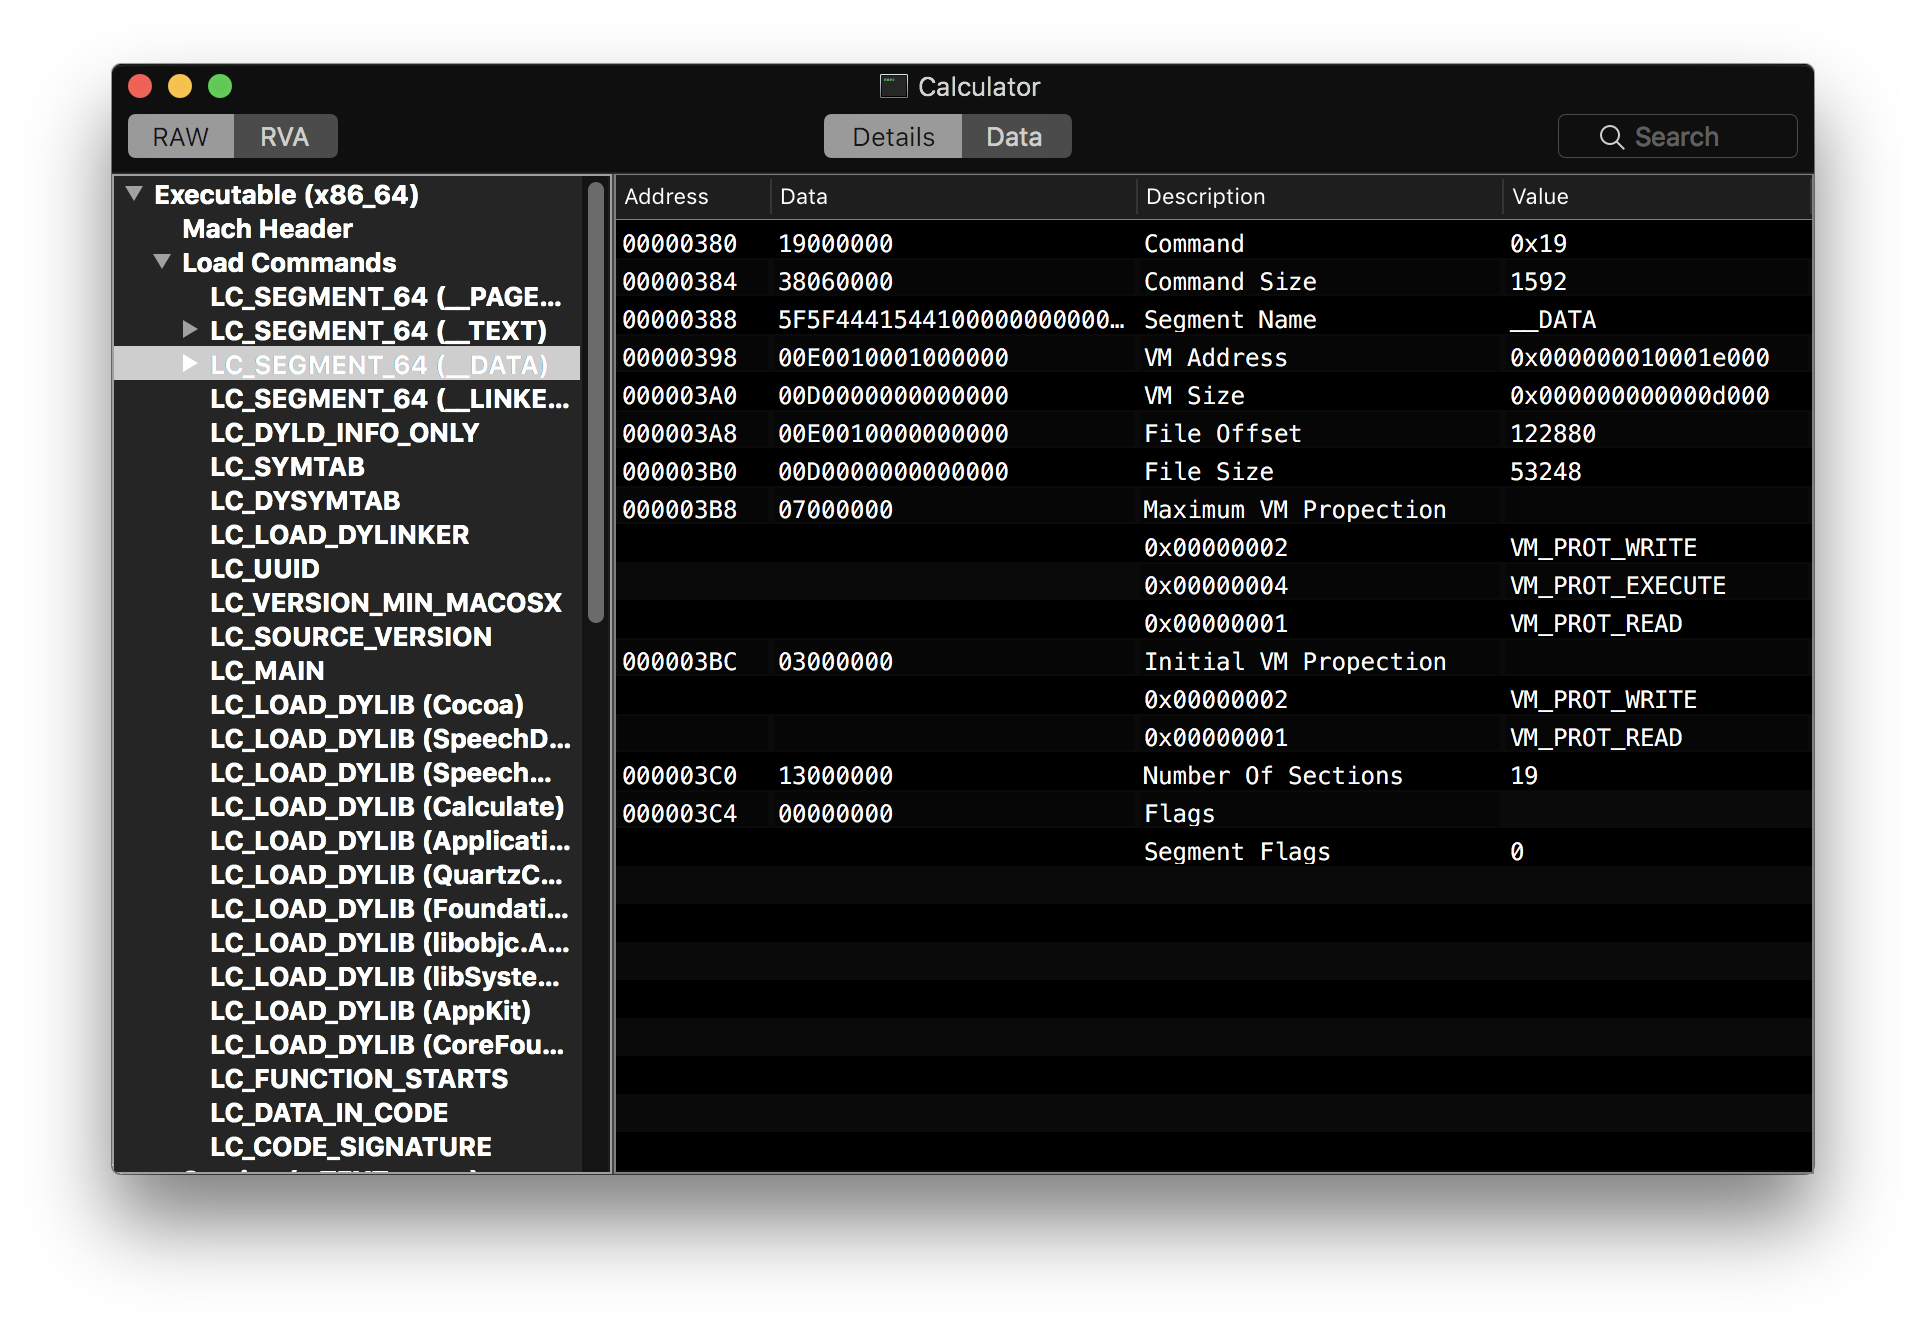 Calculator
RAW RVA Details Data Search
Executable (x86_64)
Mach Header
Load Commands
LC_SEGMENT_64 (__PAGE...
LC_SEGMENT_64 (__TEXT)
LC_SEGMENT_64 (__DATA)
LC_SEGMENT_64 (__LINKE...
LC_DYLD_INFO_ONLY
LC_SYMTAB
LC_DYSYMTAB
LC_LOAD_DYLINKER
LC_UUID
LC_VERSION_MIN_MACOSX
LC_SOURCE_VERSION
LC_MAIN
LC_LOAD_DYLIB (Cocoa)
LC_LOAD_DYLIB (SpeechD...
LC_LOAD_DYLIB (Speech...
LC_LOAD_DYLIB (Calculate)
LC_LOAD_DYLIB (Applicati...
LC_LOAD_DYLIB (QuartzC...
LC_LOAD_DYLIB (Foundati...
LC_LOAD_DYLIB (libobjc.A...
LC_LOAD_DYLIB (libSyste...
LC_LOAD_DYLIB (AppKit)
LC_LOAD_DYLIB (CoreFou...
LC_FUNCTION_STARTS
LC_DATA_IN_CODE
LC_CODE_SIGNATURE
Address Data Description Value
00000380 19000000 Command 0x19
00000384 38060000 Command Size 1592
00000388 5F5F4441544100000000000... Segment Name __DATA
00000398 00E0010001000000 VM Address 0x000000010001e000
000003A0 00D0000000000000 VM Size 0x000000000000d000
000003A8 00E0010000000000 File Offset 122880
000003B0 00D0000000000000 File Size 53248
000003B8 07000000 Maximum VM Propection
0x00000002 VM_PROT_WRITE
0x00000004 VM_PROT_EXECUTE
0x00000001 VM_PROT_READ
000003BC 03000000 Initial VM Propection
0x00000002 VM_PROT_WRITE
0x00000001 VM_PROT_READ
000003C0 13000000 Number Of Sections 19
000003C4 00000000 Flags
Segment Flags 0